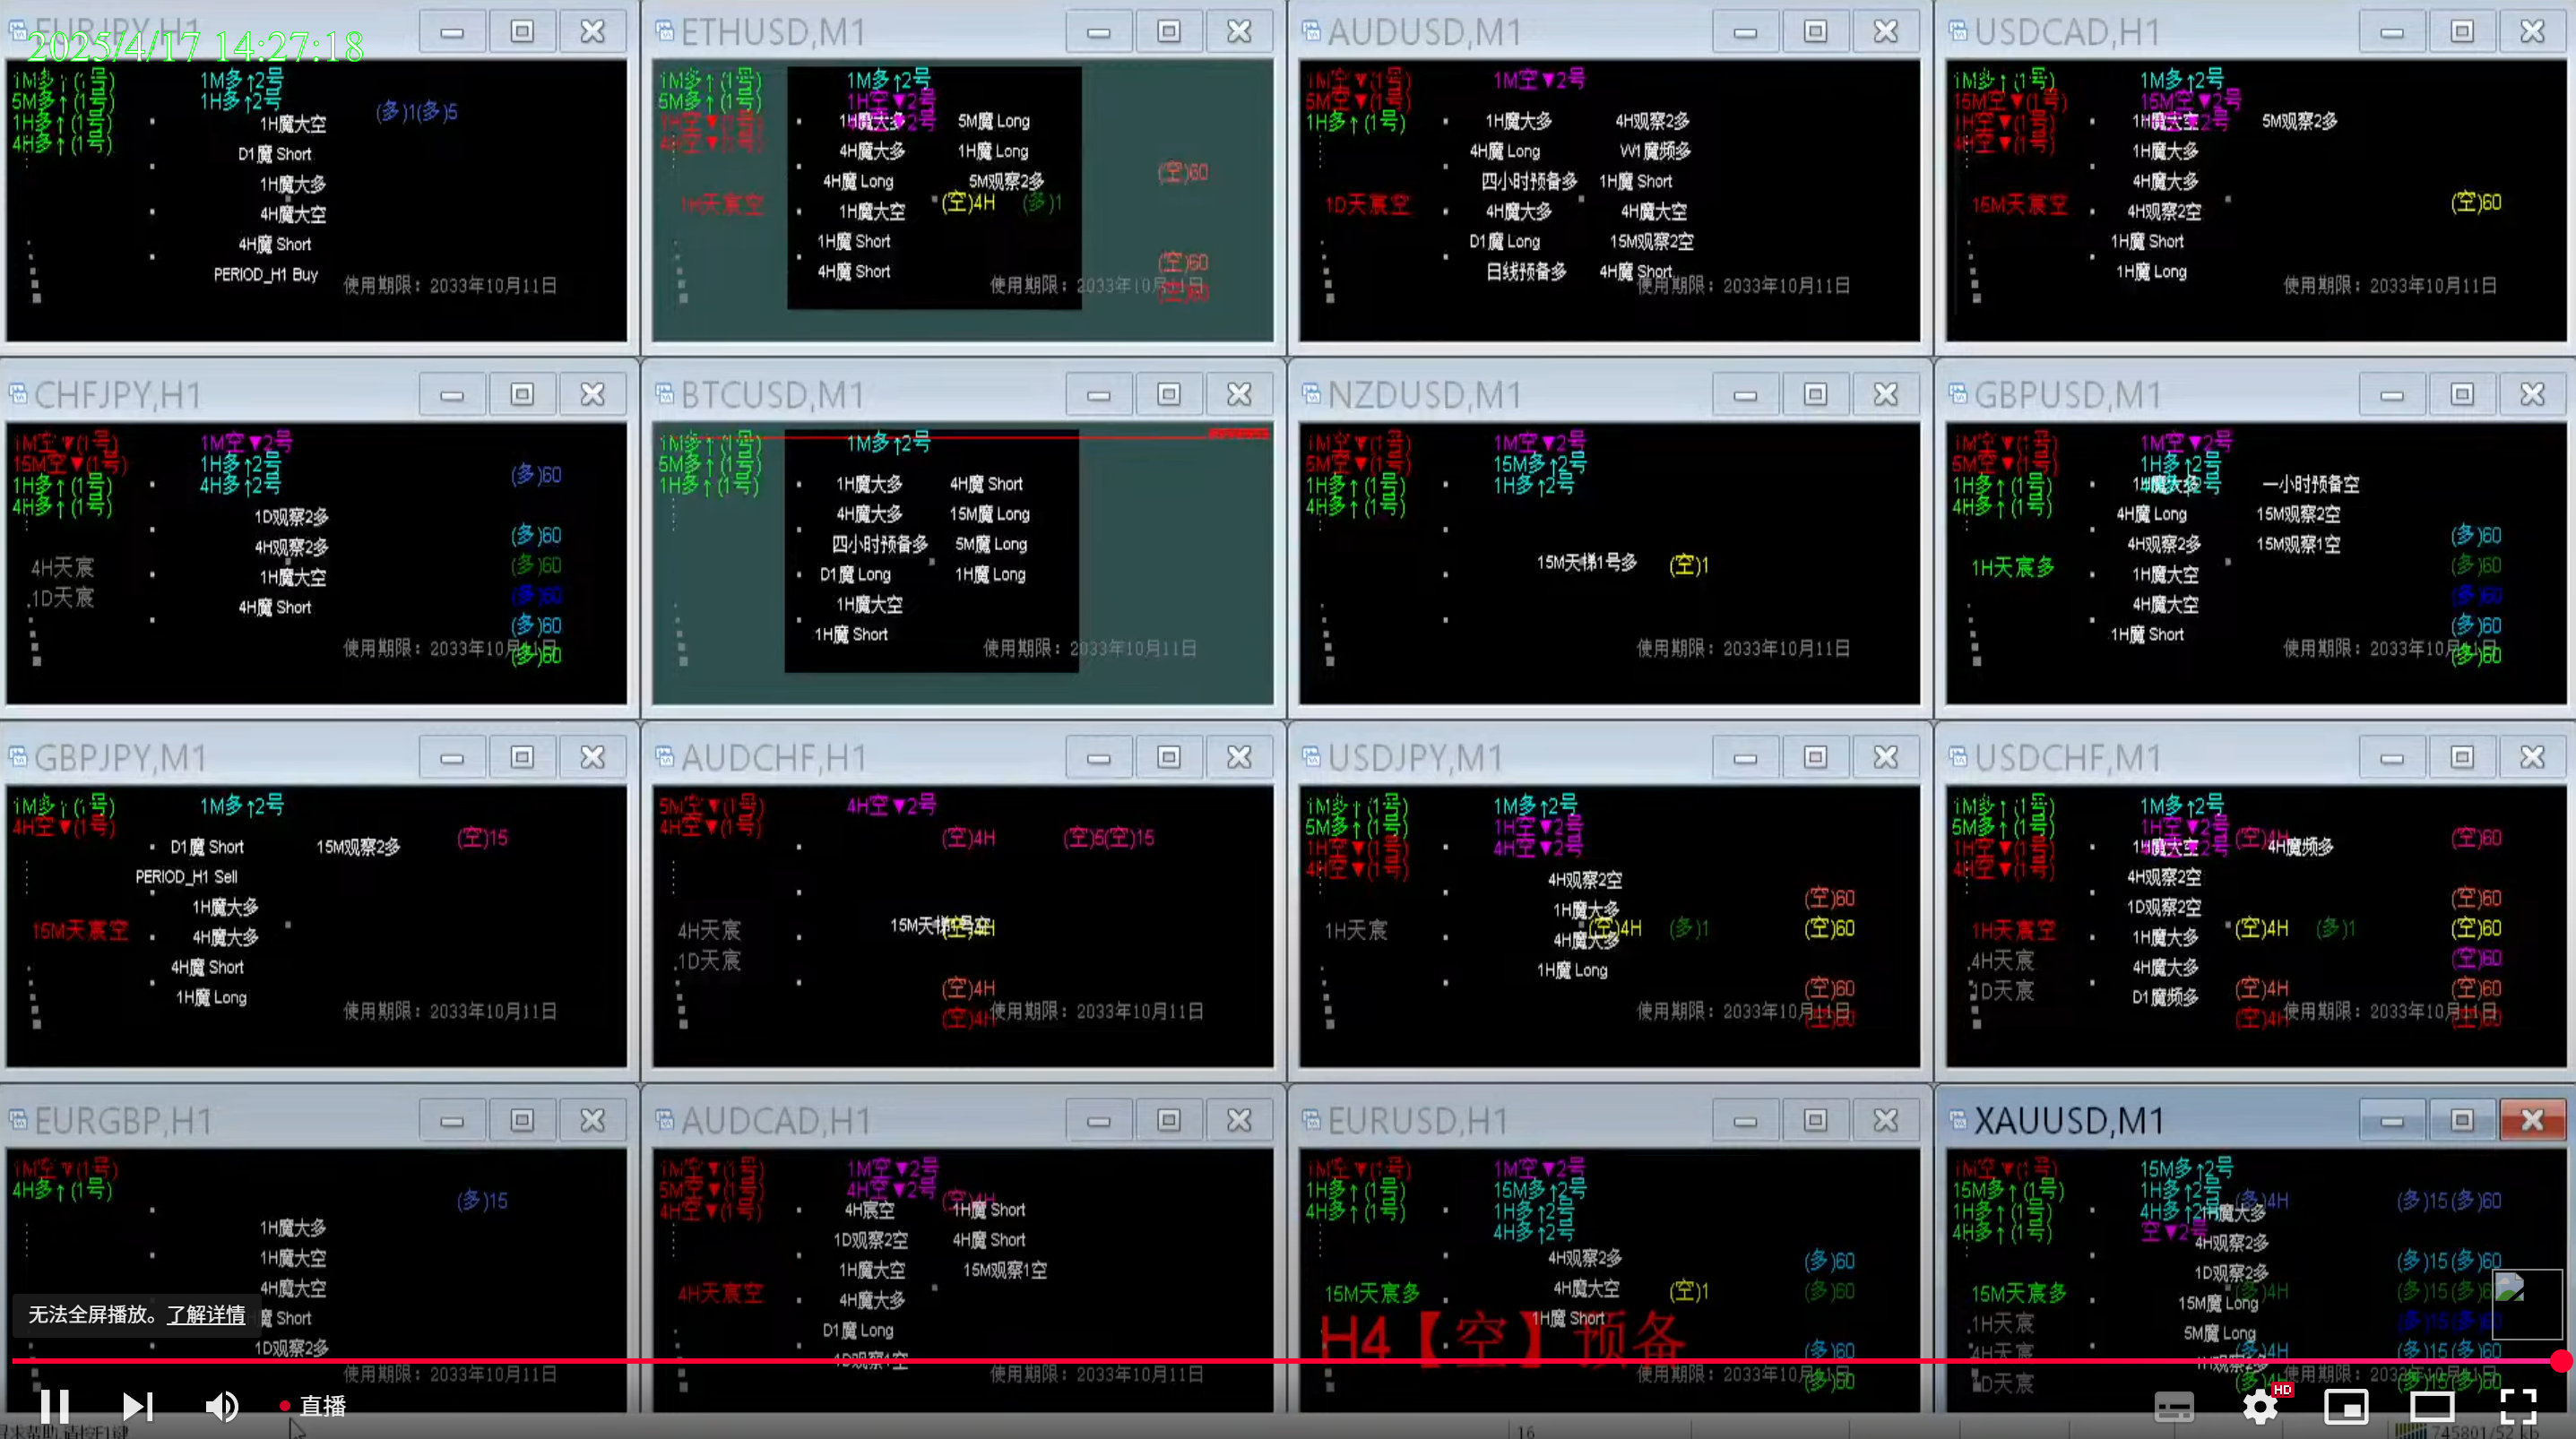 EURJPY,H1
2025/4/17 14:27:18
1M多↑(1号)
5M多↑(1号)
1H多↑(1号)
4H多↑(1号)
1M多↑2号
1H多↑2号
(多)1(多)5
1H魔大空
D1魔 Short
1H魔大多
4H魔大空
4H魔 Short
PERIOD_H1 Buy
使用期限：2033年10月11日
ETHUSD,M1
1M多↑(1号)
5M多↑(1号)
1H空▼(1号)
4H空▼(1号)
1M多↑2号
1H空▼2号
1H魔大多
5M魔 Long
4H魔大多
1H魔 Long
4H魔 Long
5M观察2多
1H天宸空
1H魔大空
(空)4H
(多)1
1H魔 Short
4H魔 Short
(空)60
(空)60
(空)60
使用期限：2033年10月11日
AUDUSD,M1
1M空▼(1号)
5M空▼(1号)
1H多↑(1号)
1M空▼2号
1H魔大多
4H观察2多
4H魔 Long
W1魔频多
四小时预备多
1H魔 Short
1D天宸空
4H魔大多
4H魔大空
D1魔 Long
15M观察2空
日线预备多
4H魔 Short
使用期限：2033年10月11日
USDCAD,H1
1M多↑(1号)
15M空▼(1号)
1H空▼(1号)
4H空▼(1号)
1M多↑2号
15M空▼2号
1H魔大空
5M观察2多
1H魔大多
4H魔大多
15M天宸空
4H观察2空
(空)60
1H魔 Short
1H魔 Long
使用期限：2033年10月11日
CHFJPY,H1
1M空▼(1号)
15M空▼(1号)
1H多↑(1号)
4H多↑(1号)
1M空▼2号
1H多↑2号
4H多↑2号
1D观察2多
4H观察2多
1H魔大空
4H魔 Short
4H天宸
1D天宸
(多)60
(多)60
(多)60
(多)60
(多)60
(多)60
使用期限：2033年10月11日
BTCUSD,M1
1M多↑(1号)
5M多↑(1号)
1H多↑(1号)
1M多↑2号
1H魔大多
4H魔 Short
4H魔大多
15M魔 Long
四小时预备多
5M魔 Long
D1魔 Long
1H魔 Long
1H魔大空
1H魔 Short
使用期限：2033年10月11日
NZDUSD,M1
1M空▼(1号)
5M空▼(1号)
1H多↑(1号)
4H多↑(1号)
1M空▼2号
15M多↑2号
1H多↑2号
15M天梯1号多
(空)1
使用期限：2033年10月11日
GBPUSD,M1
1M空▼(1号)
5M空▼(1号)
1H多↑(1号)
4H多↑(1号)
1M空▼2号
1H多↑2号
一小时预备空
4H魔 Long
15M观察2空
4H观察2多
15M观察1空
1H天宸多
1H魔大空
4H魔大空
1H魔 Short
(多)60
(多)60
(多)60
(多)60
(多)60
使用期限：2033年10月11日
GBPJPY,M1
1M多↑(1号)
4H空▼(1号)
1M多↑2号
D1魔 Short
15M观察2多
(空)15
PERIOD_H1 Sell
1H魔大多
15M天宸空
4H魔大多
4H魔 Short
1H魔 Long
使用期限：2033年10月11日
AUDCHF,H1
5M空▼(1号)
4H空▼(1号)
4H空▼2号
(空)4H
(空)5(空)15
4H天宸
1D天宸
(空)4H
(空)4H
使用期限：2033年10月11日
USDJPY,M1
1M多↑(1号)
5M多↑(1号)
1H空▼(1号)
4H空▼(1号)
1M多↑2号
1H空▼2号
4H空▼2号
4H观察2空
1H魔大多
(空)60
1H天宸
(空)4H
(多)1
(空)60
4H魔大多
1H魔 Long
(空)60
(空)60
使用期限：2033年10月11日
USDCHF,M1
1M多↑(1号)
5M多↑(1号)
1H空▼(1号)
4H空▼(1号)
1M多↑2号
1H空▼2号
(空)4H
(空)60
1H魔大空
4H魔频多
4H观察2空
1D观察2空
(空)60
1H天宸空
1H魔大多
(空)4H
(多)1
(空)60
4H天宸
4H魔大多
(空)60
1D天宸
D1魔频多
(空)4H
(空)60
(空)4H
(空)60
使用期限：2033年10月11日
EURGBP,H1
1M空▼(1号)
4H多↑(1号)
(多)15
1H魔大多
1H魔大空
4H魔大空
无法全屏播放。了解详情
魔 Short
1D观察2多
使用期限：2033年10月11日
AUDCAD,H1
1M空▼(1号)
5M空▼(1号)
4H空▼(1号)
1M空▼2号
4H空▼2号
(空)4H
4H宸空
1H魔 Short
1D观察2空
4H魔 Short
1H魔大空
15M观察1空
4H天宸空
4H魔大多
D1魔 Long
1D观察1空
使用期限：2033年10月11日
EURUSD,H1
1M空▼(1号)
1H多↑(1号)
4H多↑(1号)
1M空▼2号
15M多↑2号
1H多↑2号
4H多↑2号
4H观察2多
(多)60
15M天宸多
4H魔大空
(空)1
(多)60
1H魔 Short
H4【空】预备
(多)60
(多)60
使用期限：2033年10月11日
XAUUSD,M1
1M空▼(1号)
15M多↑(1号)
1H多↑(1号)
4H多↑(1号)
15M多↑2号
1H多↑2号
4H多↑2号
空▼2号
(多)4H
(多)15(多)60
1H魔大多
4H观察2多
(多)15(多)60
1D观察2多
15M天宸多
15M魔 Long
1H天宸
5M魔 Long
4H天宸
(多)4H
(多)15(多)60
1D天宸
使用期限：2033年10月11日
直播
HD
16
745801/52 kb